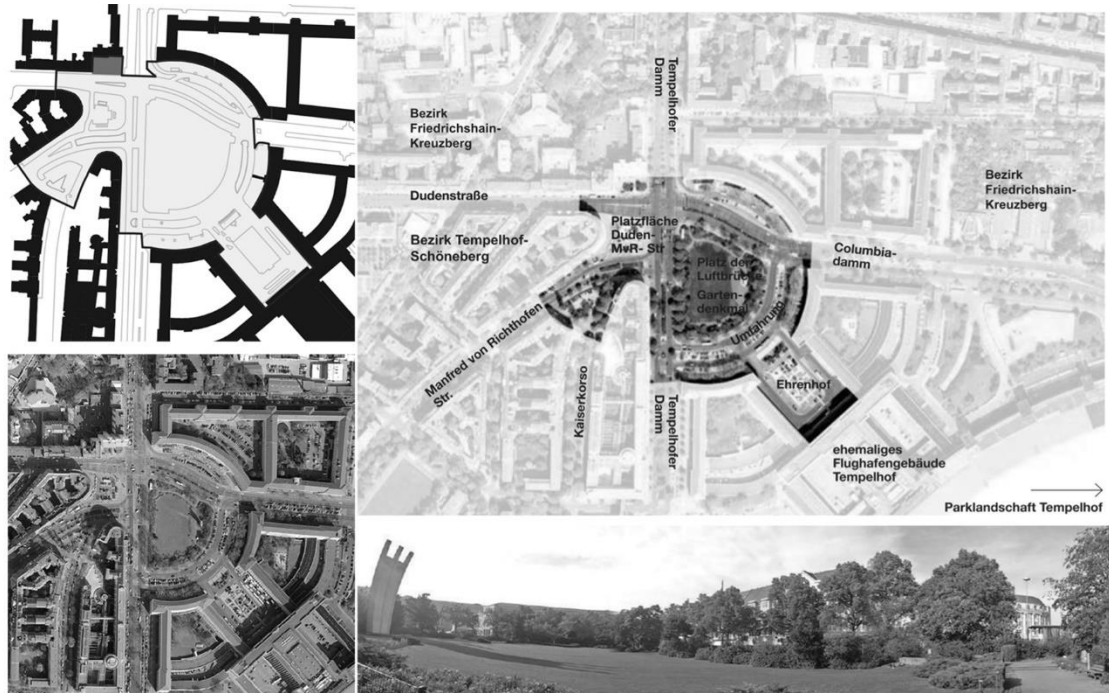 Tempelhofer
Damm
Bezirk
Friedrichshain-
Kreuzberg
Bezirk
Friedrichshain-
Kreuzberg
Dudenstraße
Platzfläche
Duden-
MvR- Str
Bezirk Tempelhof-
Schöneberg
Columbia-
damm
Platz der
Luftbrücke
Garten-
denkmal
Umfahrung
Manfred von Richthofen
Str.
Kaiserkorso
Ehrenhof
Tempelhofer
Damm
ehemaliges
Flughafengebäude
Tempelhof
Parklandschaft Tempelhof